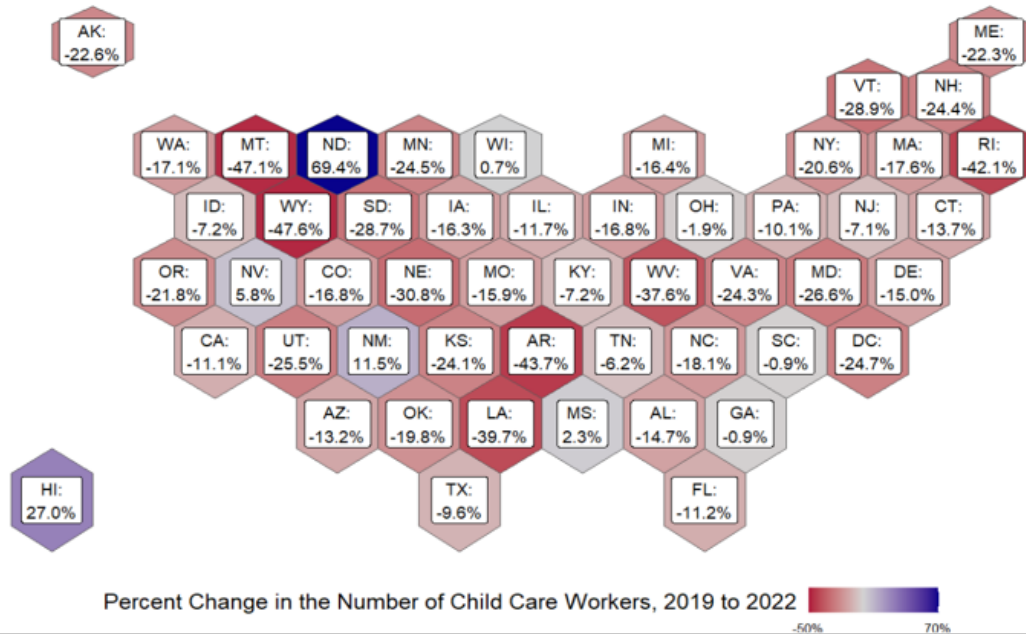 AK:
-22.6%
ME:
-22.3%
VT:
-28.9%
NH:
-24.4%
WA:
-17.1%
MT:
-47.1%
ND:
69.4%
MN:
-24.5%
WI:
0.7%
MI:
-16.4%
NY:
-20.6%
MA:
-17.6%
RI:
-42.1%
ID:
-7.2%
WY:
-47.6%
SD:
-28.7%
IA:
-16.3%
IL:
-11.7%
IN:
-16.8%
OH:
-1.9%
PA:
-10.1%
NJ:
-7.1%
CT:
-13.7%
OR:
-21.8%
NV:
5.8%
CO:
-16.8%
NE:
-30.8%
MO:
-15.9%
KY:
-7.2%
WV:
-37.6%
VA:
-24.3%
MD:
-26.6%
DE:
-15.0%
CA:
-11.1%
UT:
-25.5%
NM:
11.5%
KS:
-24.1%
AR:
-43.7%
TN:
-6.2%
NC:
-18.1%
SC:
-0.9%
DC:
-24.7%
AZ:
-13.2%
OK:
-19.8%
LA:
-39.7%
MS:
2.3%
AL:
-14.7%
GA:
-0.9%
HI:
27.0%
TX:
-9.6%
FL:
-11.2%
Percent Change in the Number of Child Care Workers, 2019 to 2022
-50% 70%